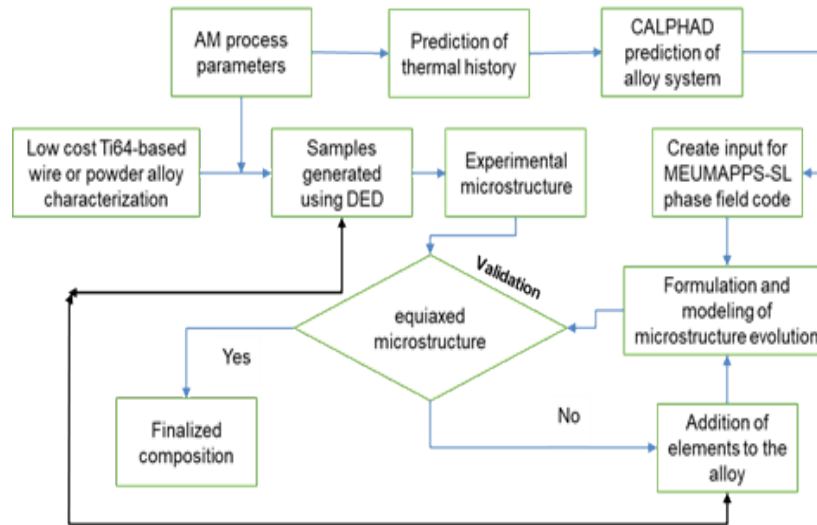 AM process
parameters
Prediction of
thermal history
CALPHAD
prediction of
alloy system
Low cost Ti64-based
wire or powder alloy
characterization
Samples
generated
using DED
Experimental
microstructure
Create input for
MEUMAPPS-SL
phase field code
Validation
equiaxed
microstructure
Formulation and
modeling of
microstructure evolution
Yes
No
Finalized
composition
Addition of
elements to the
alloy